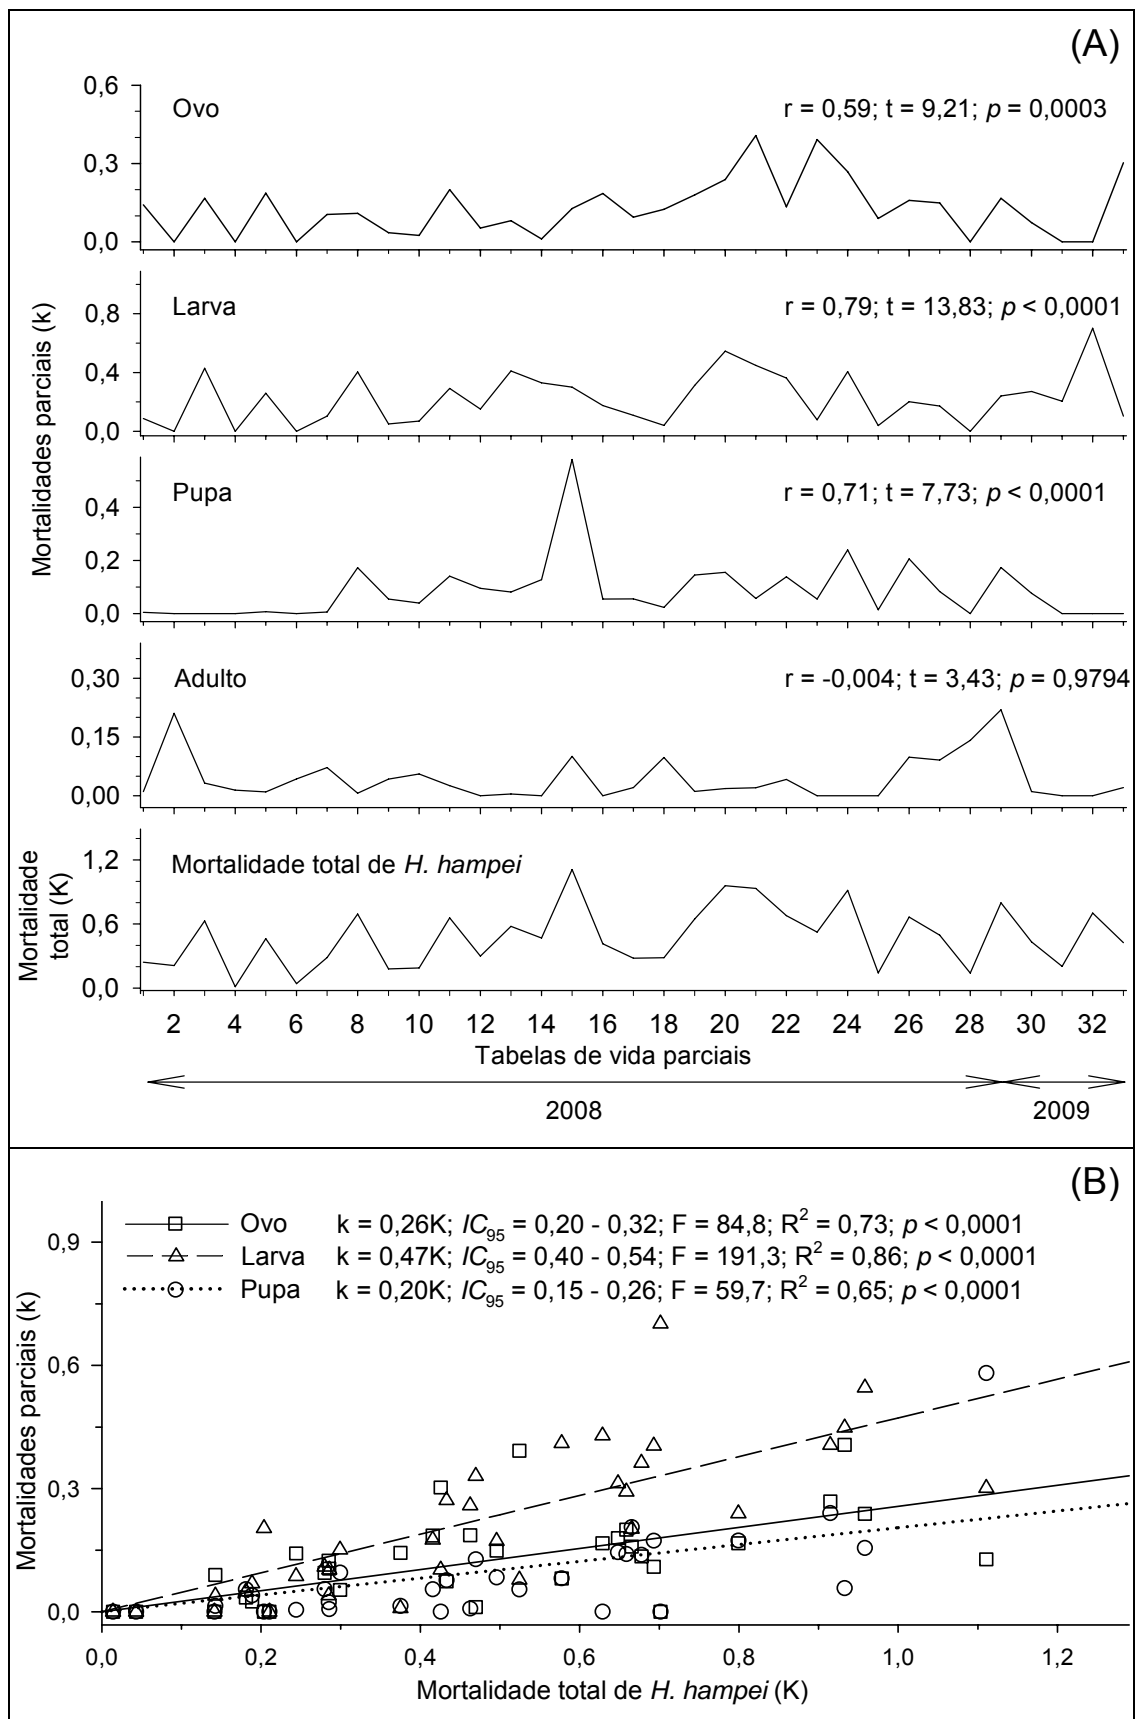 (A)
0,6
Ovo r = 0,59; t = 9,21; p = 0,0003
0,3
0,0
Larva r = 0,79; t = 13,83; p < 0,0001
0,8
0,4
0,0
Mortalidades parciais (k)
Pupa r = 0,71; t = 7,73; p < 0,0001
0,4
0,2
0,0
Adulto r = -0,004; t = 3,43; p = 0,9794
0,30
0,15
0,00
Mortalidade total de H. hampei
1,2
0,6
0,0
Mortalidade
total (K)
2 4 6 8 10 12 14 16 18 20 22 24 26 28 30 32
Tabelas de vida parciais
2008 2009
(B)
Ovo k = 0,26K; IC95 = 0,20 - 0,32; F = 84,8; R2 = 0,73; p < 0,0001
Larva k = 0,47K; IC95 = 0,40 - 0,54; F = 191,3; R2 = 0,86; p < 0,0001
Pupa k = 0,20K; IC95 = 0,15 - 0,26; F = 59,7; R2 = 0,65; p < 0,0001
0,9
0,6
0,3
0,0
Mortalidades parciais (k)
0,0 0,2 0,4 0,6 0,8 1,0 1,2
Mortalidade total de H. hampei (K)